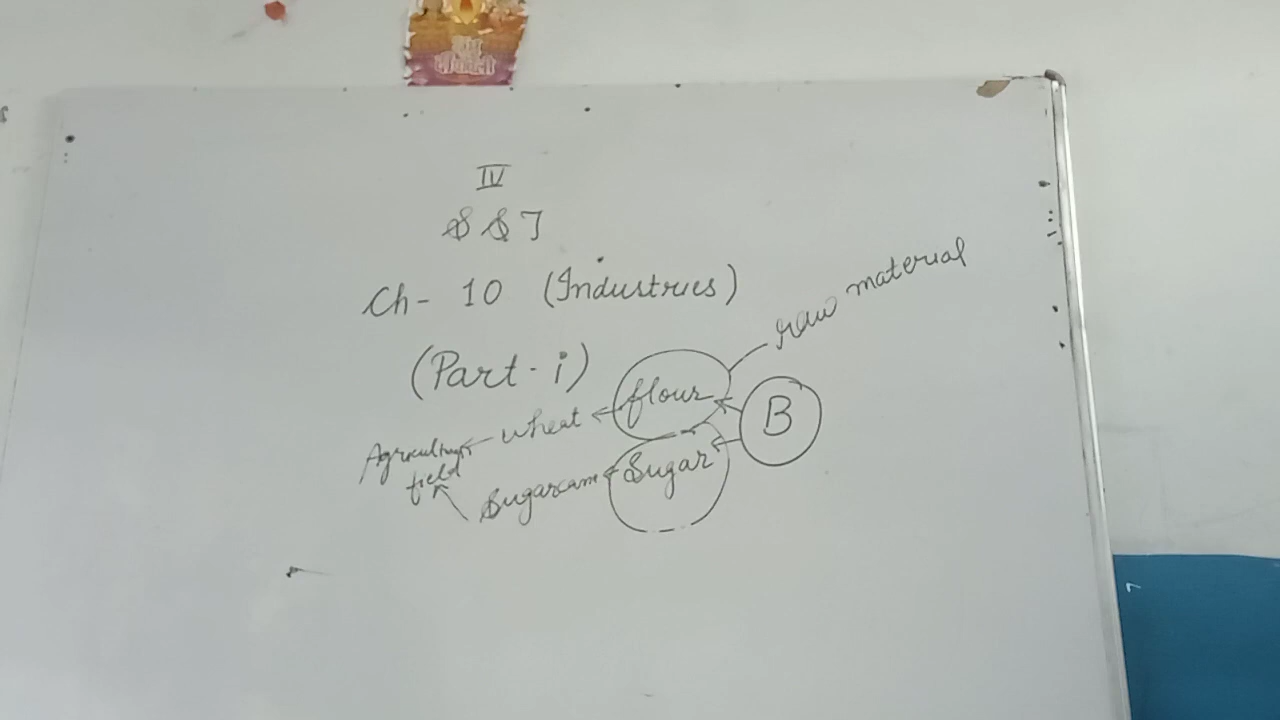 IV
SST
Ch- 10 (Industries)
(Part-i)
raw material
flour
B
wheat
Agriculture
field
Sugar
Sugarcane